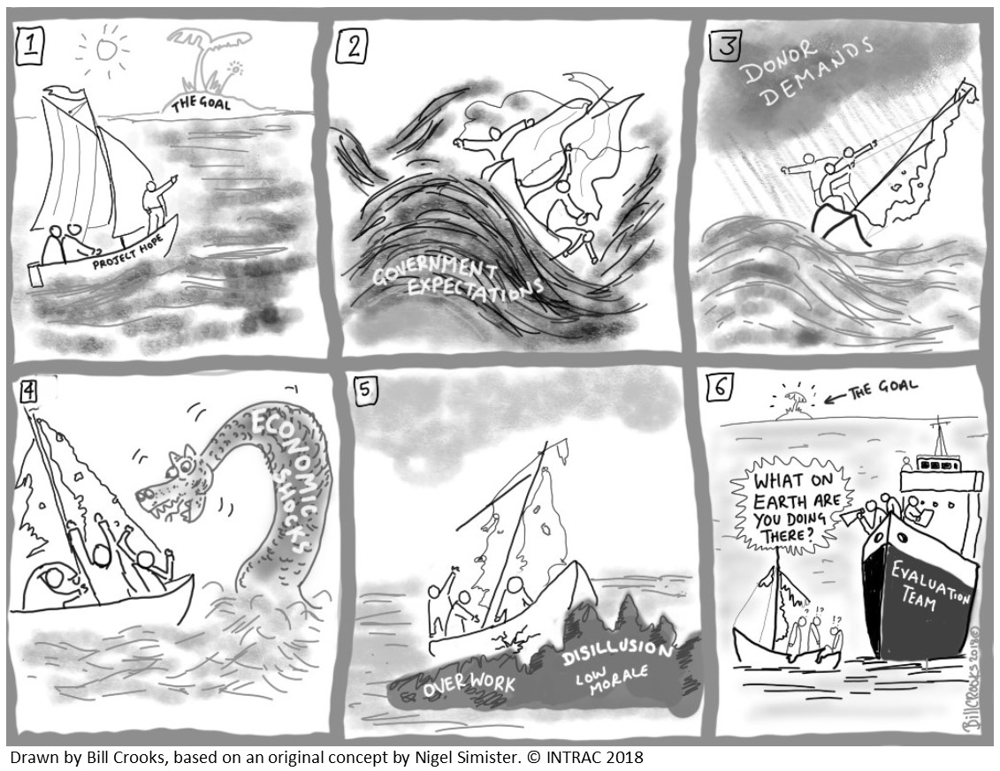 1
THE GOAL
PROJECT HOPE
2
GOVERNMENT
EXPECTATIONS
3
DONOR
DEMANDS
4
ECONOMIC
SHOCKS
5
OVERWORK
DISILLUSION
LOW
MORALE
6
THE GOAL
WHAT ON
EARTH ARE
YOU DOING
THERE?
EVALUATION
TEAM
!?
!?
!?
BillCROOKS 2018©
Drawn by Bill Crooks, based on an original concept by Nigel Simister. © INTRAC 2018